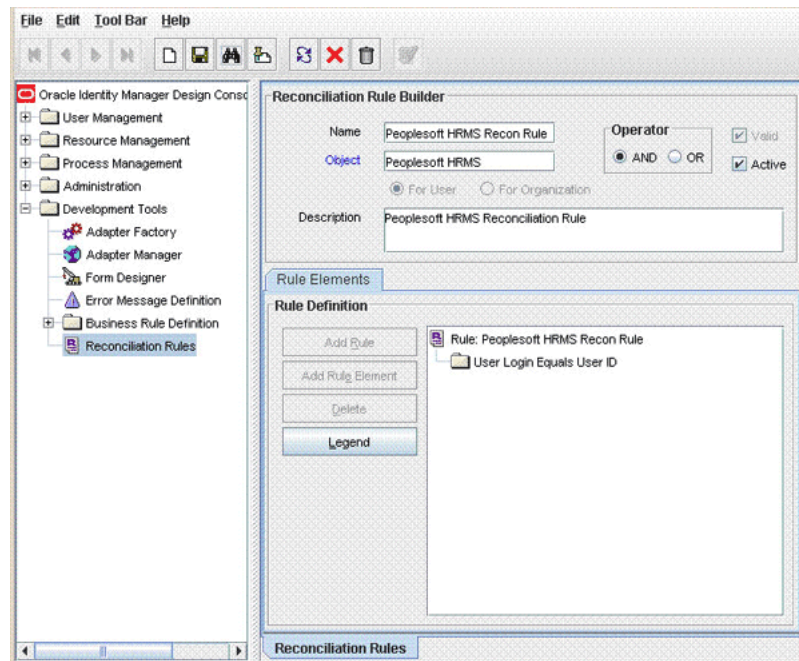 File Edit Tool Bar Help
Oracle Identity Manager Design Consc
User Management
Resource Management
Process Management
Administration
Development Tools
Adapter Factory
Adapter Manager
Form Designer
Error Message Definition
Business Rule Definition
Reconciliation Rules
Reconciliation Rule Builder
Name Peoplesoft HRMS Recon Rule
Operator
AND OR
Valid
Object Peoplesoft HRMS
Active
For User For Organization
Description Peoplesoft HRMS Reconciliation Rule
Rule Elements
Rule Definition
Add Rule
Add Rule Element
Delete
Legend
Rule: Peoplesoft HRMS Recon Rule
User Login Equals User ID
Reconciliation Rules